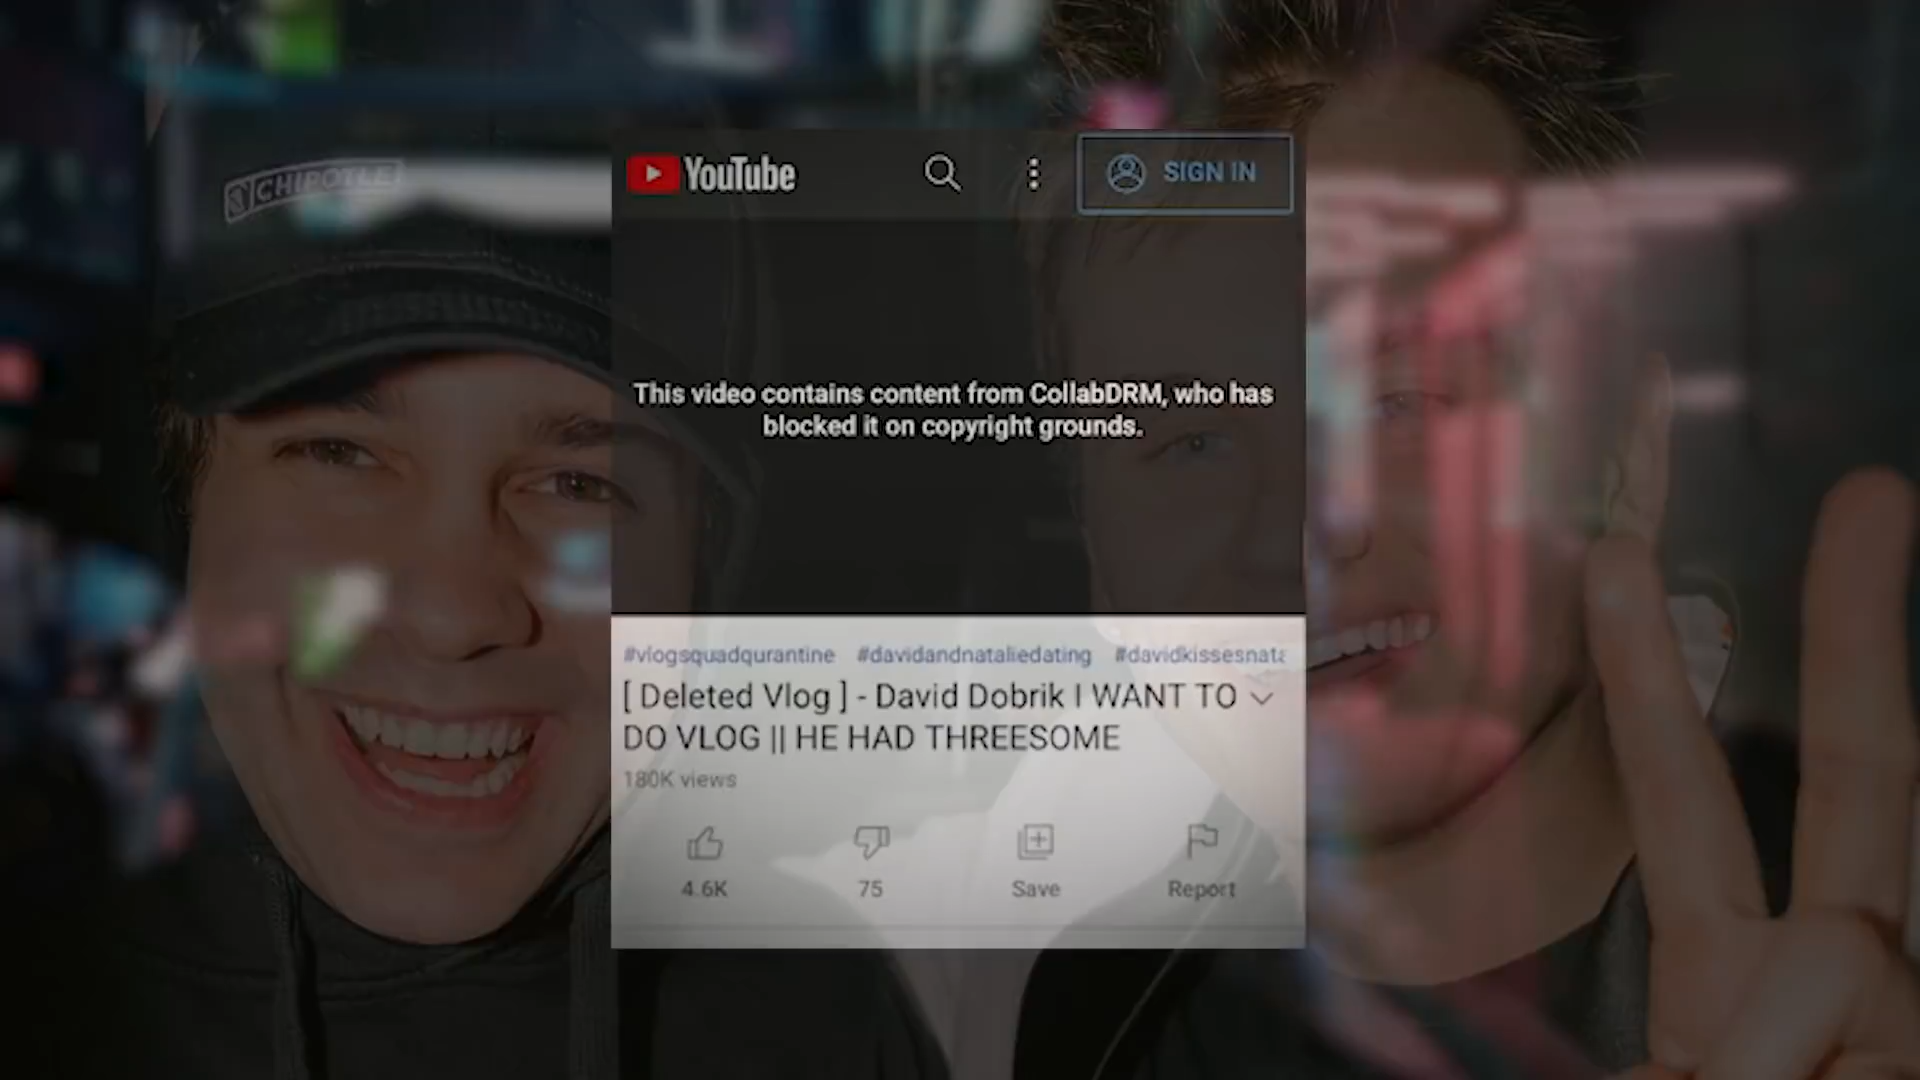 CHIPOTLE
YouTube
SIGN IN
This video contains content from CollabDRM, who has
blocked it on copyright grounds.
#vlogsquadqurantine #davidandnataliedating #davidkissesnata
[ Deleted Vlog ] - David Dobrik I WANT TO
DO VLOG || HE HAD THREESOME
180K views
4.6K 75 Save Report